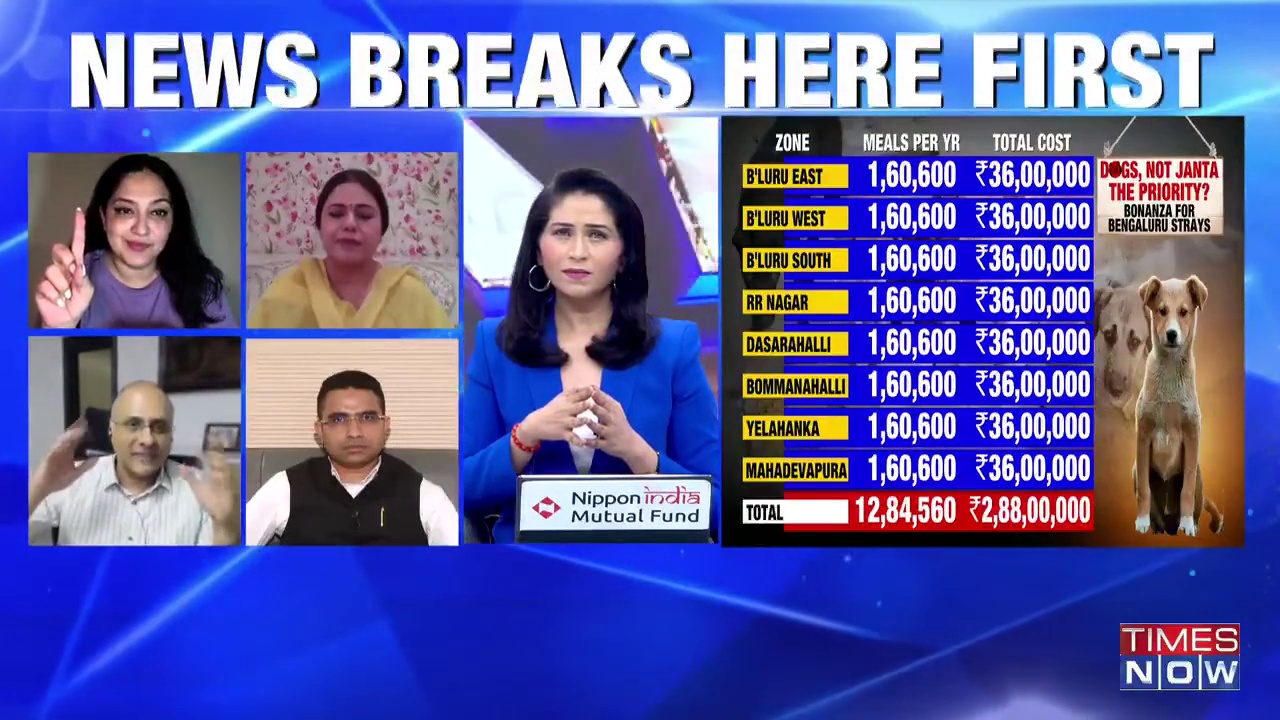 NEWS BREAKS HERE FIRST
ZONE MEALS PER YR TOTAL COST
B'LURU EAST 1,60,600 ₹36,00,000
B'LURU WEST 1,60,600 ₹36,00,000
B'LURU SOUTH 1,60,600 ₹36,00,000
RR NAGAR 1,60,600 ₹36,00,000
DASARAHALLI 1,60,600 ₹36,00,000
BOMMANAHALLI 1,60,600 ₹36,00,000
YELAHANKA 1,60,600 ₹36,00,000
MAHADEVAPURA 1,60,600 ₹36,00,000
TOTAL 12,84,560 ₹2,88,00,000
DOGS, NOT JANTA
THE PRIORITY?
BONANZA FOR
BENGALURU STRAYS
Nippon india
Mutual Fund
TIMES
NOW